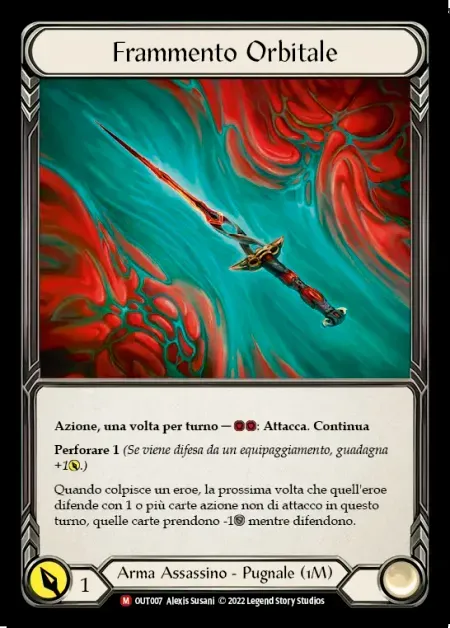 Frammento Orbitale
Azione, una volta per turno — : Attacca. Continua
Perforare 1 (Se viene difesa da un equipaggiamento, guadagna
+1.)
Quando colpisce un eroe, la prossima volta che quell'eroe
difende con 1 o più carte azione non di attacco in questo
turno, quelle carte prendono -1 mentre difendono.
1
Arma Assassino - Pugnale (1M)
M OUT007 Alexis Susani © 2022 Legend Story Studios